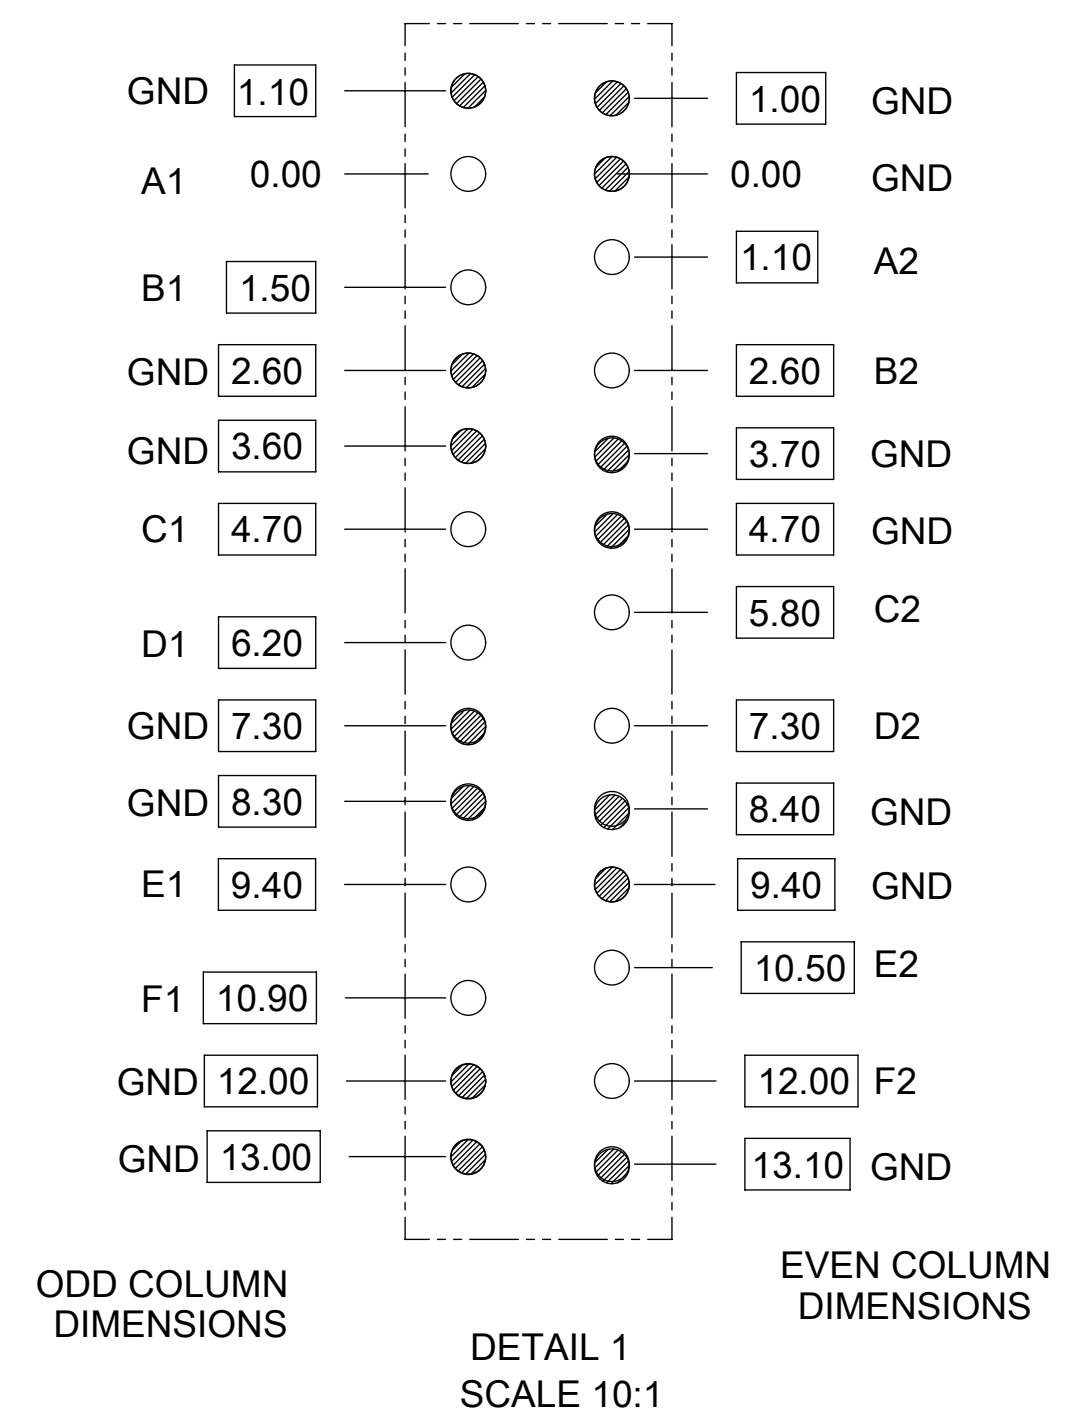 GND 1.10 1.00 GND
A1 0.00 0.00 GND
1.10 A2
B1 1.50
GND 2.60 2.60 B2
GND 3.60 3.70 GND
C1 4.70 4.70 GND
5.80 C2
D1 6.20
GND 7.30 7.30 D2
GND 8.30 8.40 GND
E1 9.40 9.40 GND
10.50 E2
F1 10.90
GND 12.00 12.00 F2
GND 13.00 13.10 GND
ODD COLUMN
DIMENSIONS
EVEN COLUMN
DIMENSIONS
DETAIL 1
SCALE 10:1